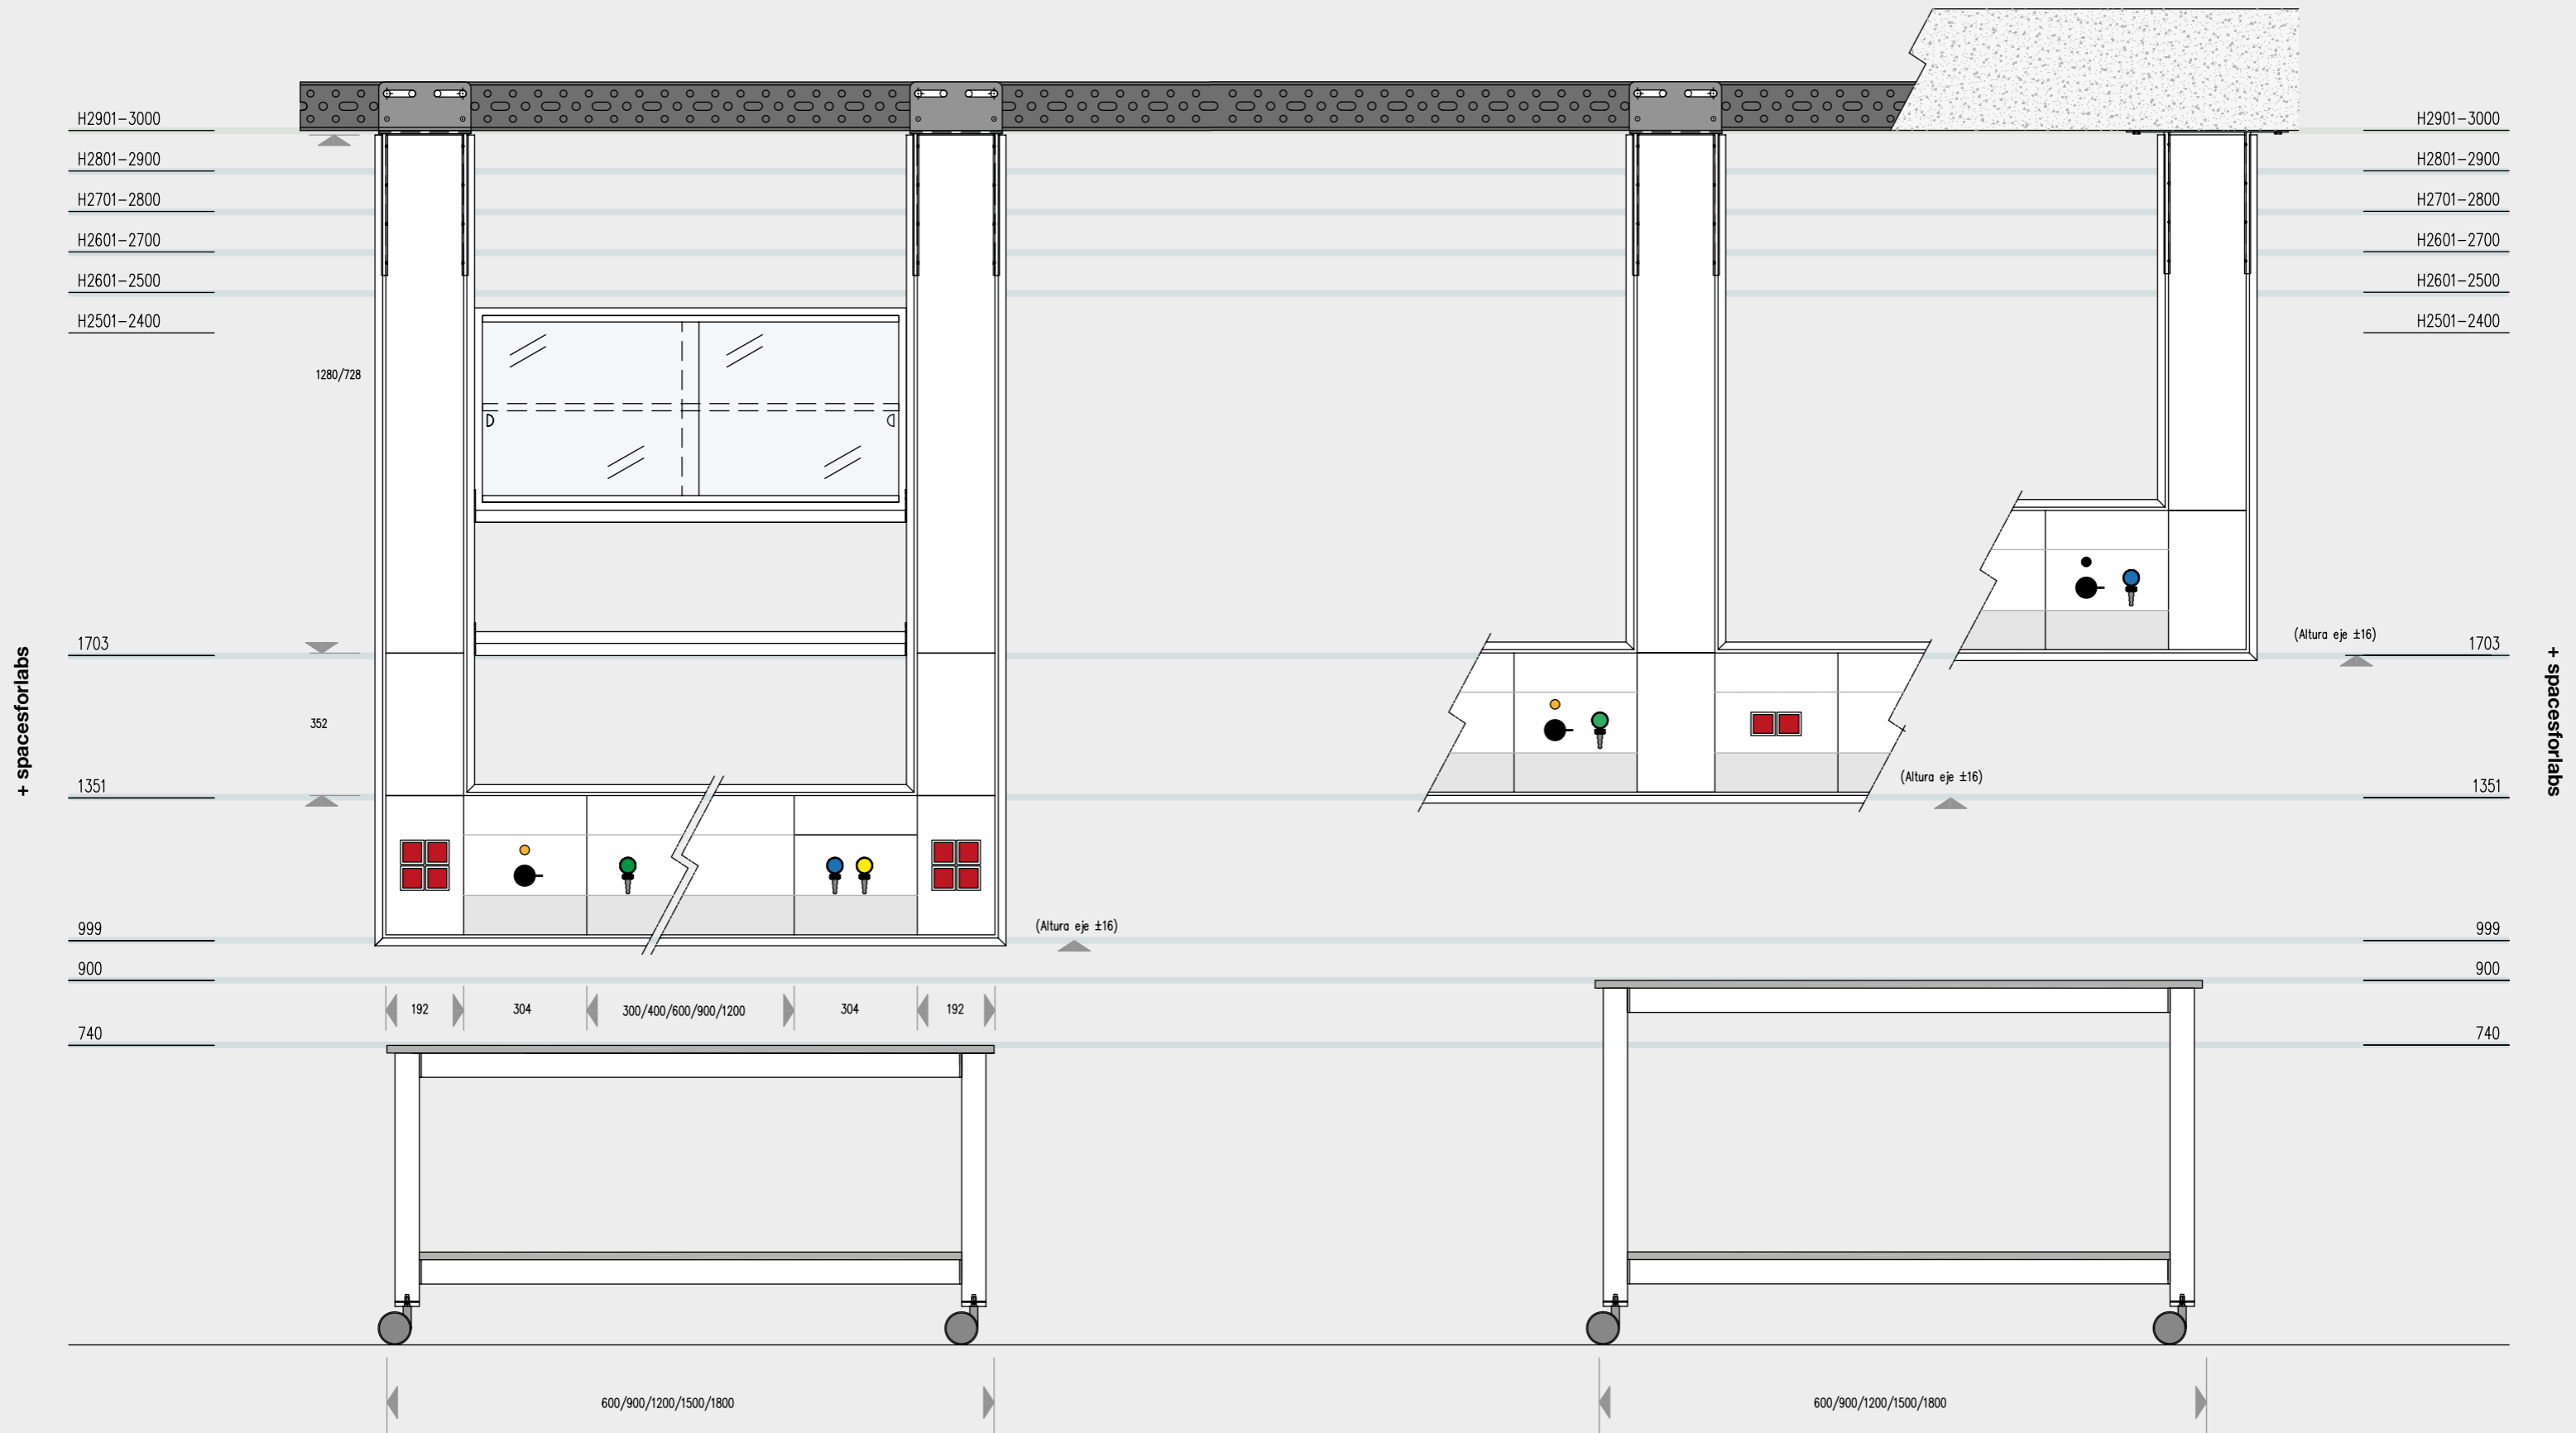 H2901-3000
H2801-2900
H2701-2800
H2601-2700
H2601-2500
H2501-2400
1280/728
1703
352
1351
999
900
740
+ spacesforlabs
(Altura eje ±16)
192
304
300/400/600/900/1200
304
192
600/900/1200/1500/1800
(Altura eje ±16)
(Altura eje ±16)
600/900/1200/1500/1800
H2901-3000
H2801-2900
H2701-2800
H2601-2700
H2601-2500
H2501-2400
1703
1351
999
900
740
+ spacesforlabs